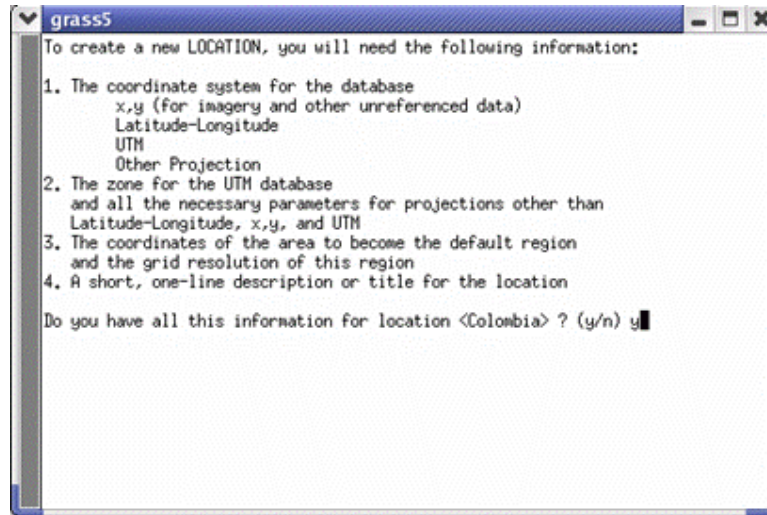 grass5
To create a new LOCATION, you will need the following information:
1. The coordinate system for the database
x,y (for imagery and other unreferenced data)
Latitude-Longitude
UTM
Other Projection
2. The zone for the UTM database
and all the necessary parameters for projections other than
Latitude-Longitude, x,y, and UTM
3. The coordinates of the area to become the default region
and the grid resolution of this region
4. A short, one-line description or title for the location
Do you have all this information for location <Colombia> ? (y/n) y